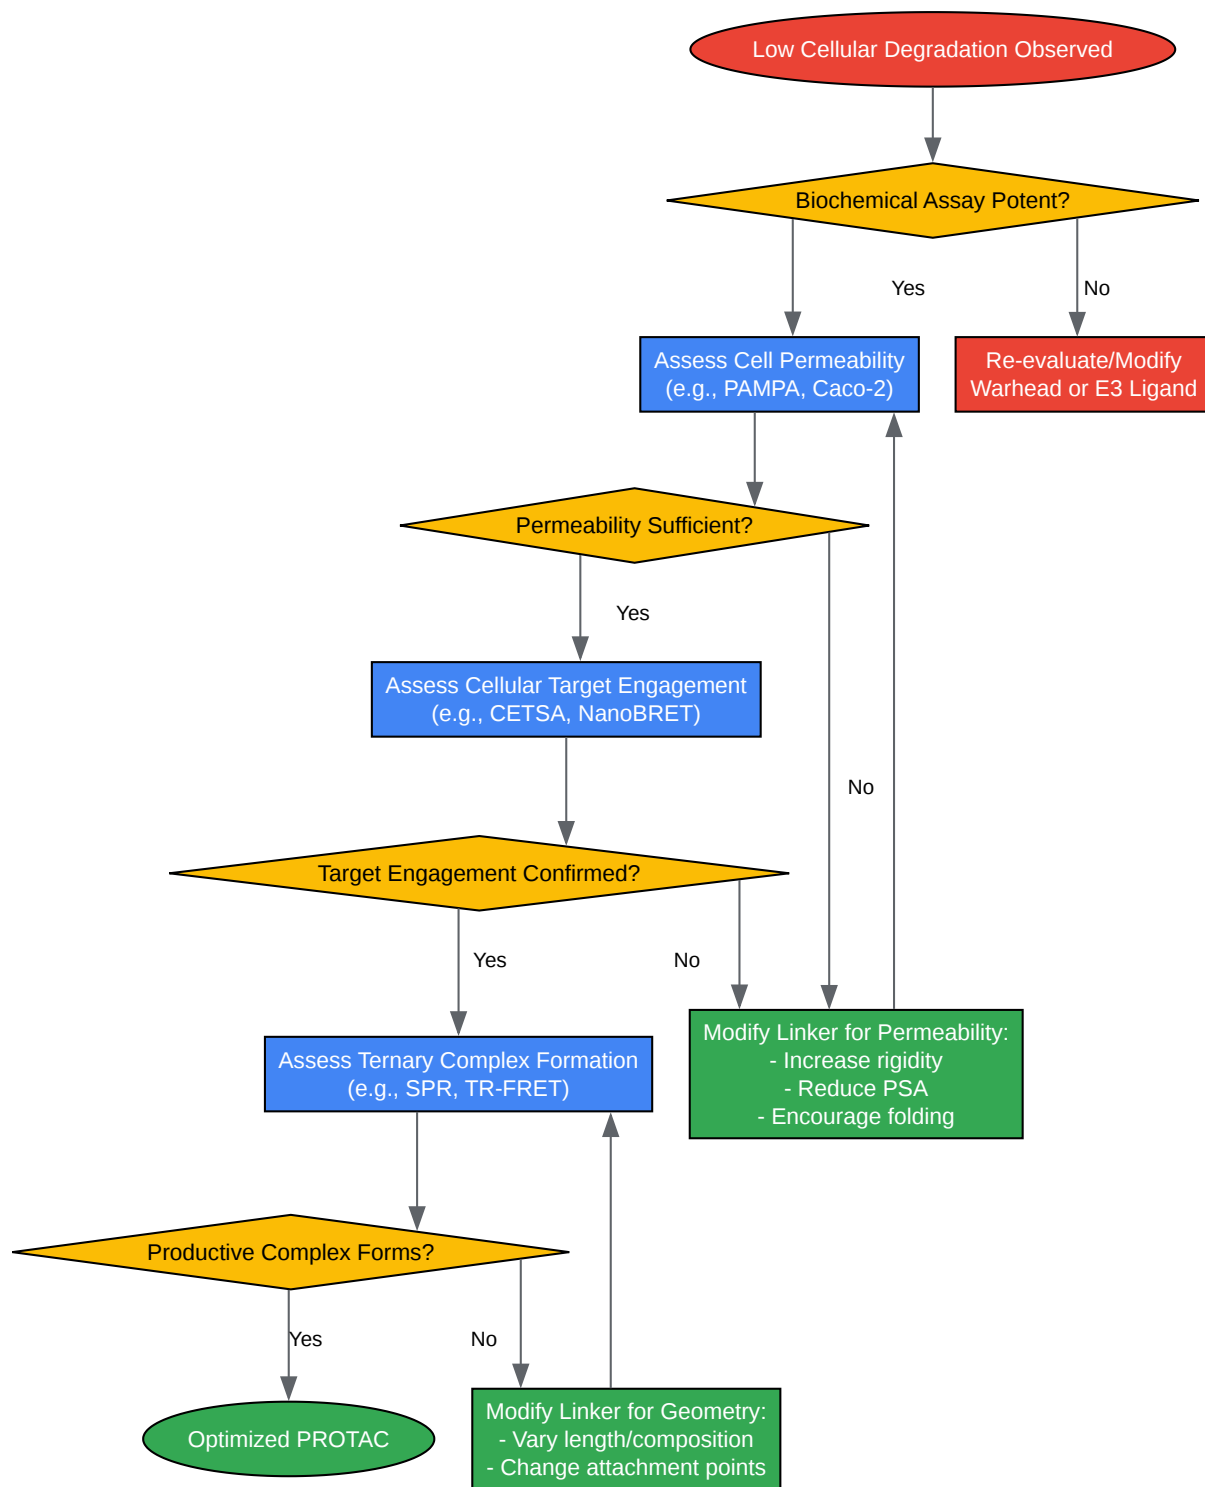 Low Cellular Degradation Observed
Biochemical Assay Potent?
Yes
No
Assess Cell Permeability
(e.g., PAMPA, Caco-2)
Re-evaluate/Modify
Warhead or E3 Ligand
Permeability Sufficient?
Yes
Assess Cellular Target Engagement
(e.g., CETSA, NanoBRET)
No
Target Engagement Confirmed?
Yes
No
Assess Ternary Complex Formation
(e.g., SPR, TR-FRET)
Modify Linker for Permeability:
- Increase rigidity
- Reduce PSA
- Encourage folding
Productive Complex Forms?
Yes
No
Optimized PROTAC
Modify Linker for Geometry:
- Vary length/composition
- Change attachment points